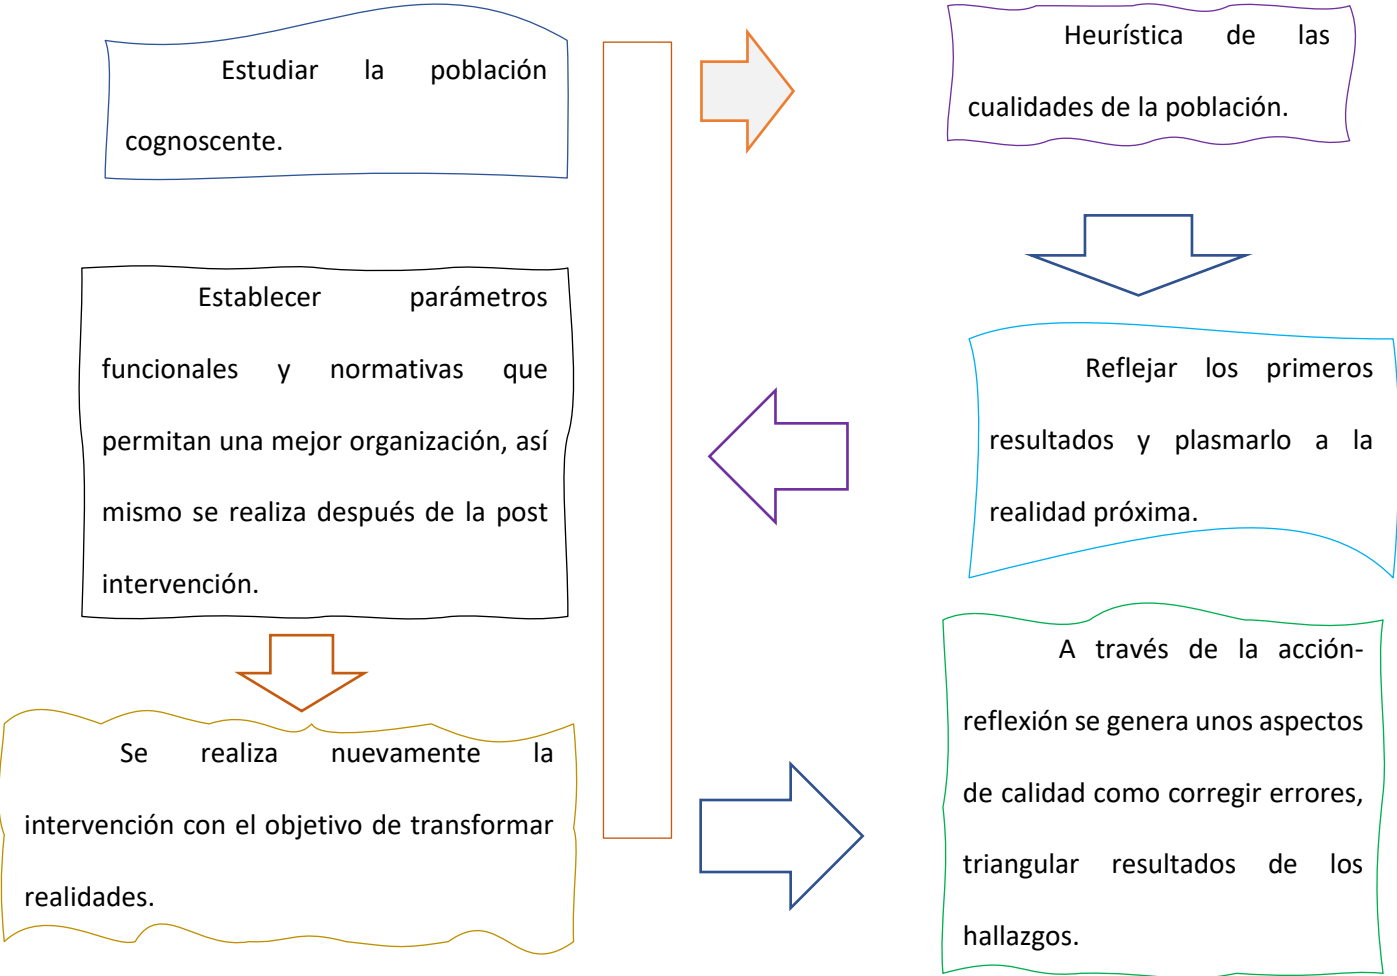 Estudiar la población
cognoscente.
Heurística de las
cualidades de la población.
Reflejar los primeros
resultados y plasmarlo a la
realidad próxima.
Establecer parámetros
funcionales y normativas que
permitan una mejor organización, así
mismo se realiza después de la post
intervención.
Se realiza nuevamente la
intervención con el objetivo de transformar
realidades.
A través de la acción-
reflexión se genera unos aspectos
de calidad como corregir errores,
triangular resultados de los
hallazgos.